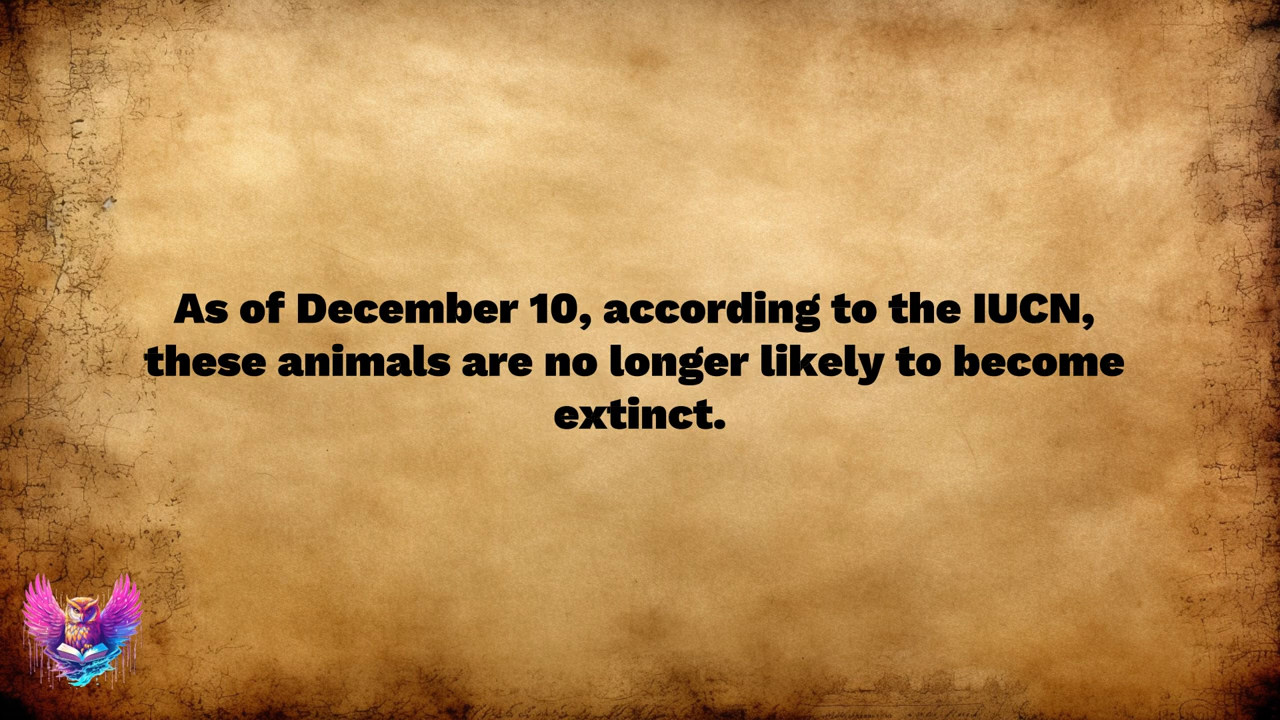 As of December 10, according to the IUCN,
these animals are no longer likely to become
extinct.